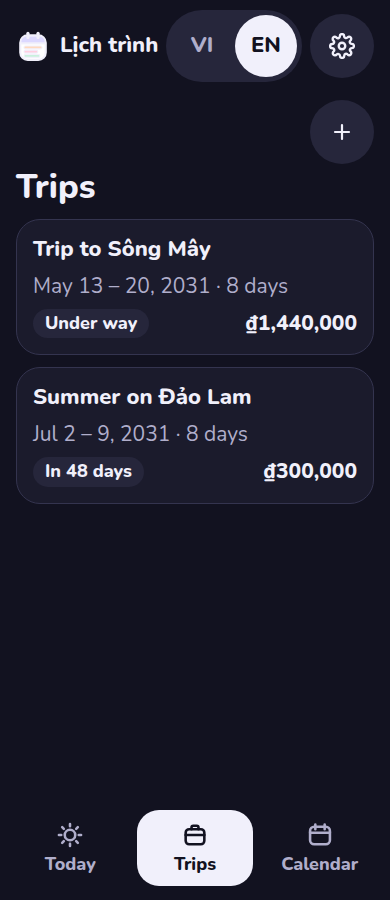 Lịch trình
VI
EN
Trips
Trip to Sông Mây
May 13 – 20, 2031 · 8 days
Under way
₫1,440,000
Summer on Đảo Lam
Jul 2 – 9, 2031 · 8 days
In 48 days
₫300,000
Today
Trips
Calendar